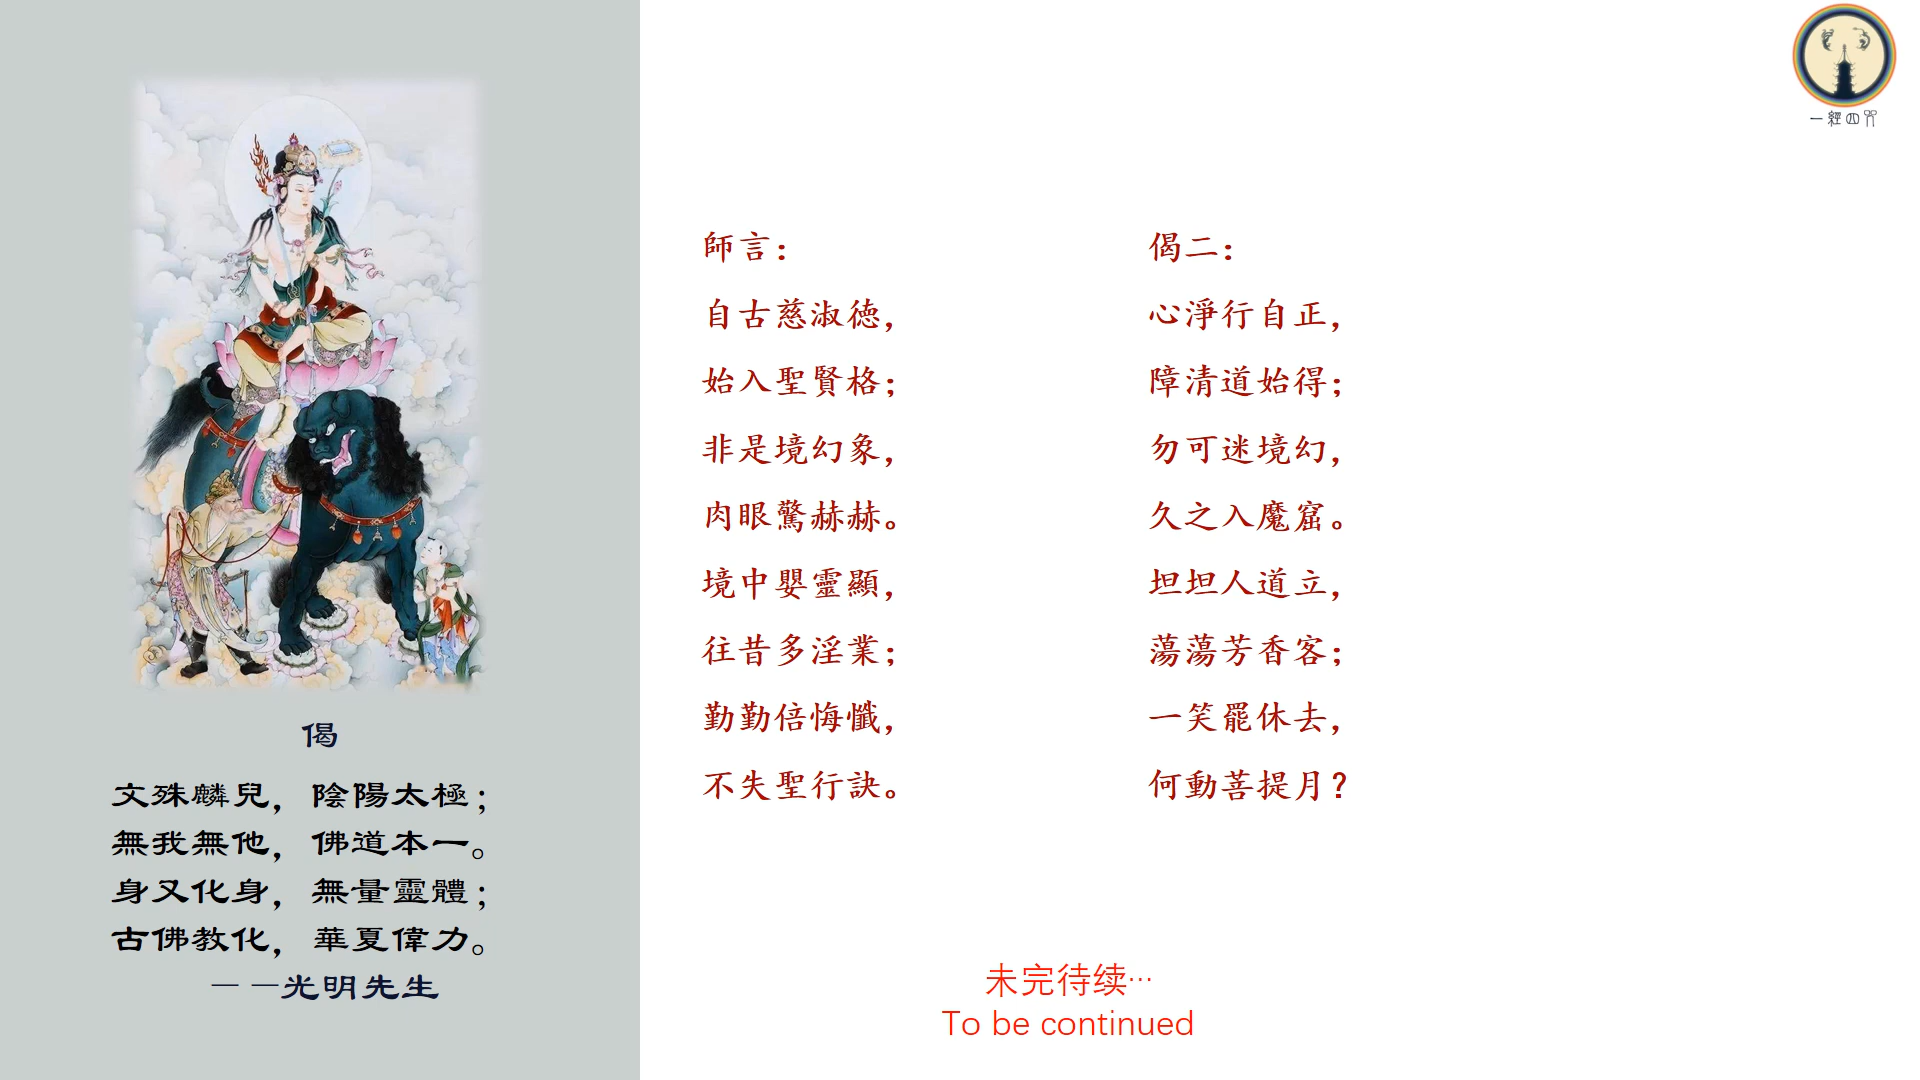 偈
文殊麟兒，陰陽太極；
無我無他，佛道本一。
身又化身，無量靈體；
古佛教化，華夏偉力。
——光明先生
師言：
自古慈淑徳，
始入聖賢格；
非是境幻象，
肉眼驚赫赫。
境中嬰靈顯，
往昔多淫業；
勤勤倍悔懺，
不失聖行訣。
偈二：
心淨行自正，
障清道始得；
勿可迷境幻，
久之入魔窟。
坦坦人道立，
蕩蕩芳香客；
一笑罷休去，
何動菩提月？
未完待续…
To be continued
一經四咒